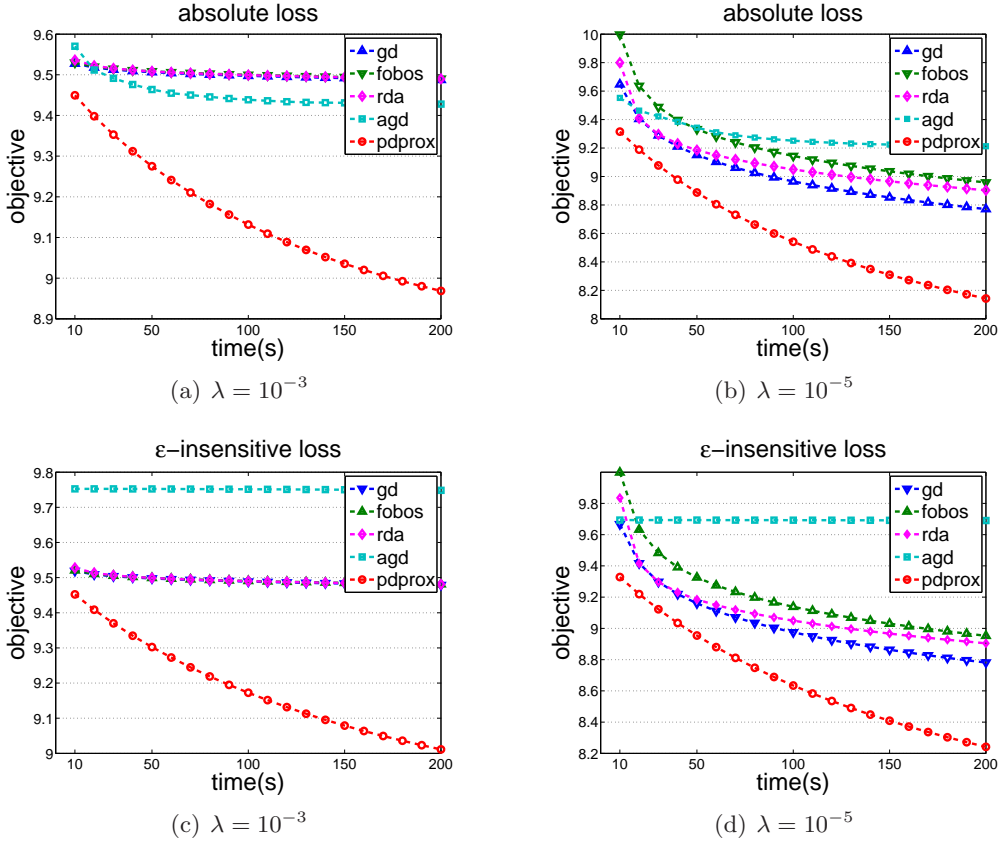 absolute loss
9.6
9.5
9.4
9.3
9.2
9.1
9
8.9
objective
10
50
100
150
200
time(s)
gd
fobos
rda
agd
pdprox
(a) λ = 10⁻³
absolute loss
10
9.8
9.6
9.4
9.2
9
8.8
8.6
8.4
8.2
8
objective
10
50
100
150
200
time(s)
gd
fobos
rda
agd
pdprox
(b) λ = 10⁻⁵
ε−insensitive loss
9.8
9.7
9.6
9.5
9.4
9.3
9.2
9.1
9
objective
10
50
100
150
200
time(s)
gd
fobos
rda
agd
pdprox
(c) λ = 10⁻³
ε−insensitive loss
9.8
9.6
9.4
9.2
9
8.8
8.6
8.4
8.2
objective
10
50
100
150
200
time(s)
gd
fobos
rda
agd
pdprox
(d) λ = 10⁻⁵